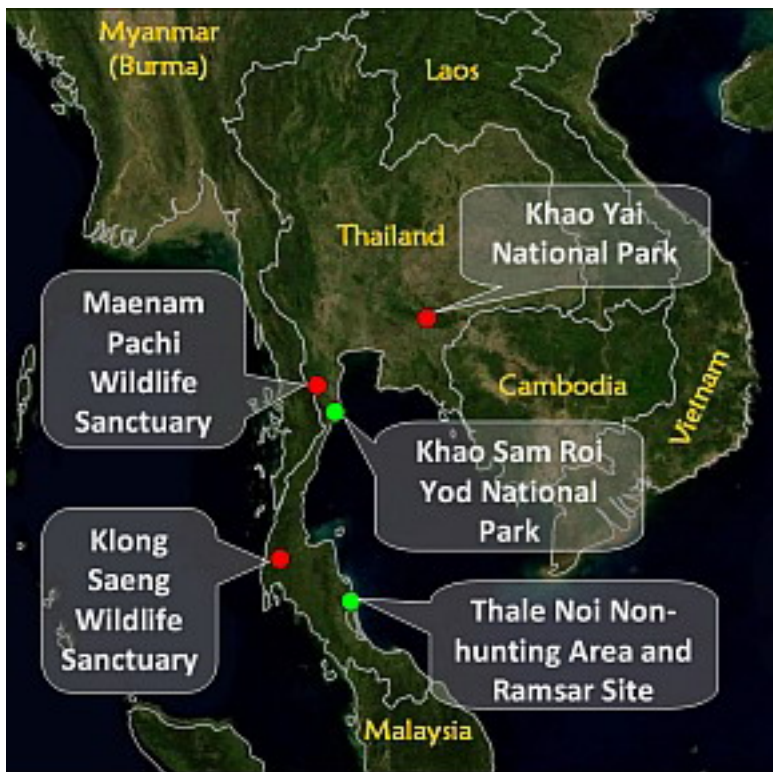 Myanmar
(Burma)
Laos
Thailand
Khao Yai
National Park
Maenam
Pachi
Wildlife
Sanctuary
Cambodia
Vietnam
Khao Sam Roi
Yod National
Park
Klong
Saeng
Wildlife
Sanctuary
Thale Noi Non-
hunting Area and
Ramsar Site
Malaysia